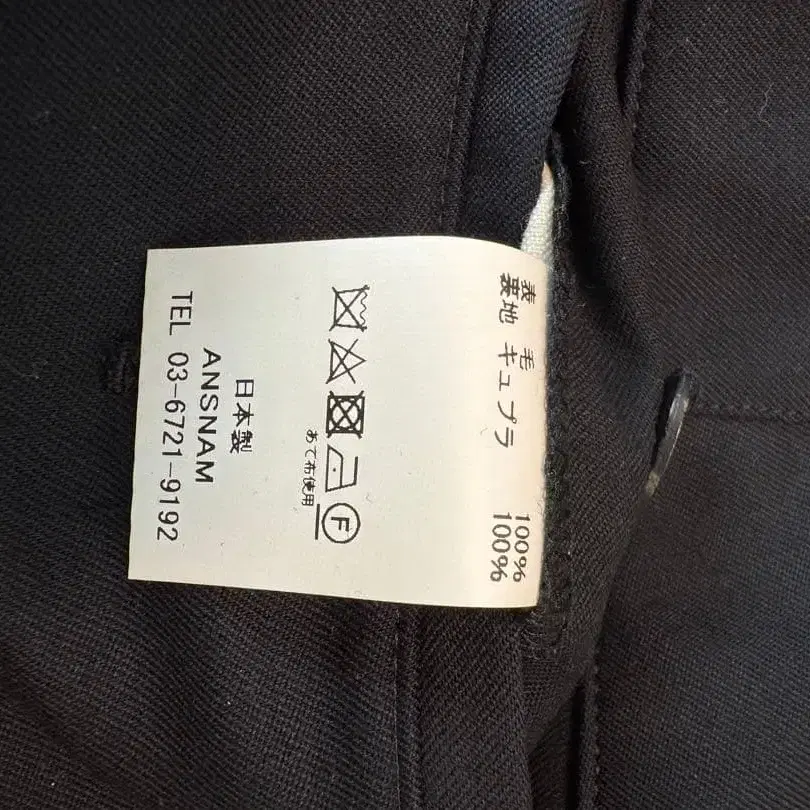 表地 毛 100%
裏地 キュプラ 100%
F
あて布使用
日本製
ANSNAM
TEL 03-6721-9192